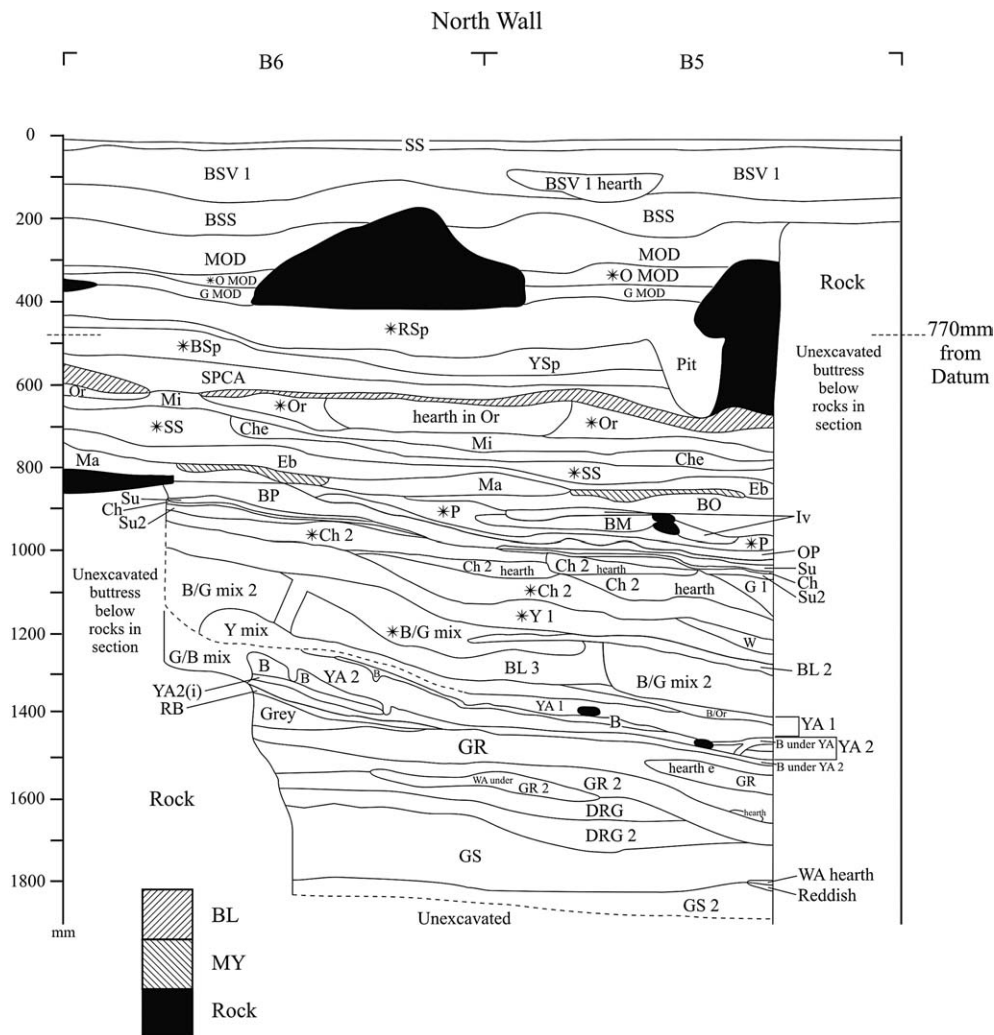 North Wall
B6 B5
0
SS
BSV 1 BSV 1 hearth BSV 1
200
BSS BSS
MOD MOD
✳O MOD ✳O MOD
G MOD G MOD
Rock
400
✳RSp
770mm
from
Datum
✳BSp
YSp Pit
Unexcavated
buttress
below
rocks in
section
SPCA
600
Or Mi ✳Or hearth in Or ✳Or
✳SS Che Mi Che
800
Ma Eb ✳SS Eb
Ma
Su BP BO
Ch ✳P BM Iv
Su2 ✳P
✳Ch 2 OP
1000
Su
Ch
Su2
Ch 2 hearth Ch 2 hearth
Ch 2 hearth G 1
✳Ch 2
Unexcavated
buttress
below
rocks in
section
B/G mix 2
✳Y 1
1200
Y mix ✳B/G mix W
G/B mix BL 3 BL 2
B B YA 2 B B/G mix 2
YA2(i)
RB
YA 1 B/Or
YA 1
1400
Grey B
B under YA
YA 2
B under YA 2
GR
hearth e GR
WA under
GR 2
GR 2
1600
DRG hearth
Rock
DRG 2
GS
1800
WA hearth
Reddish
GS 2
Unexcavated
mm
BL
MY
Rock